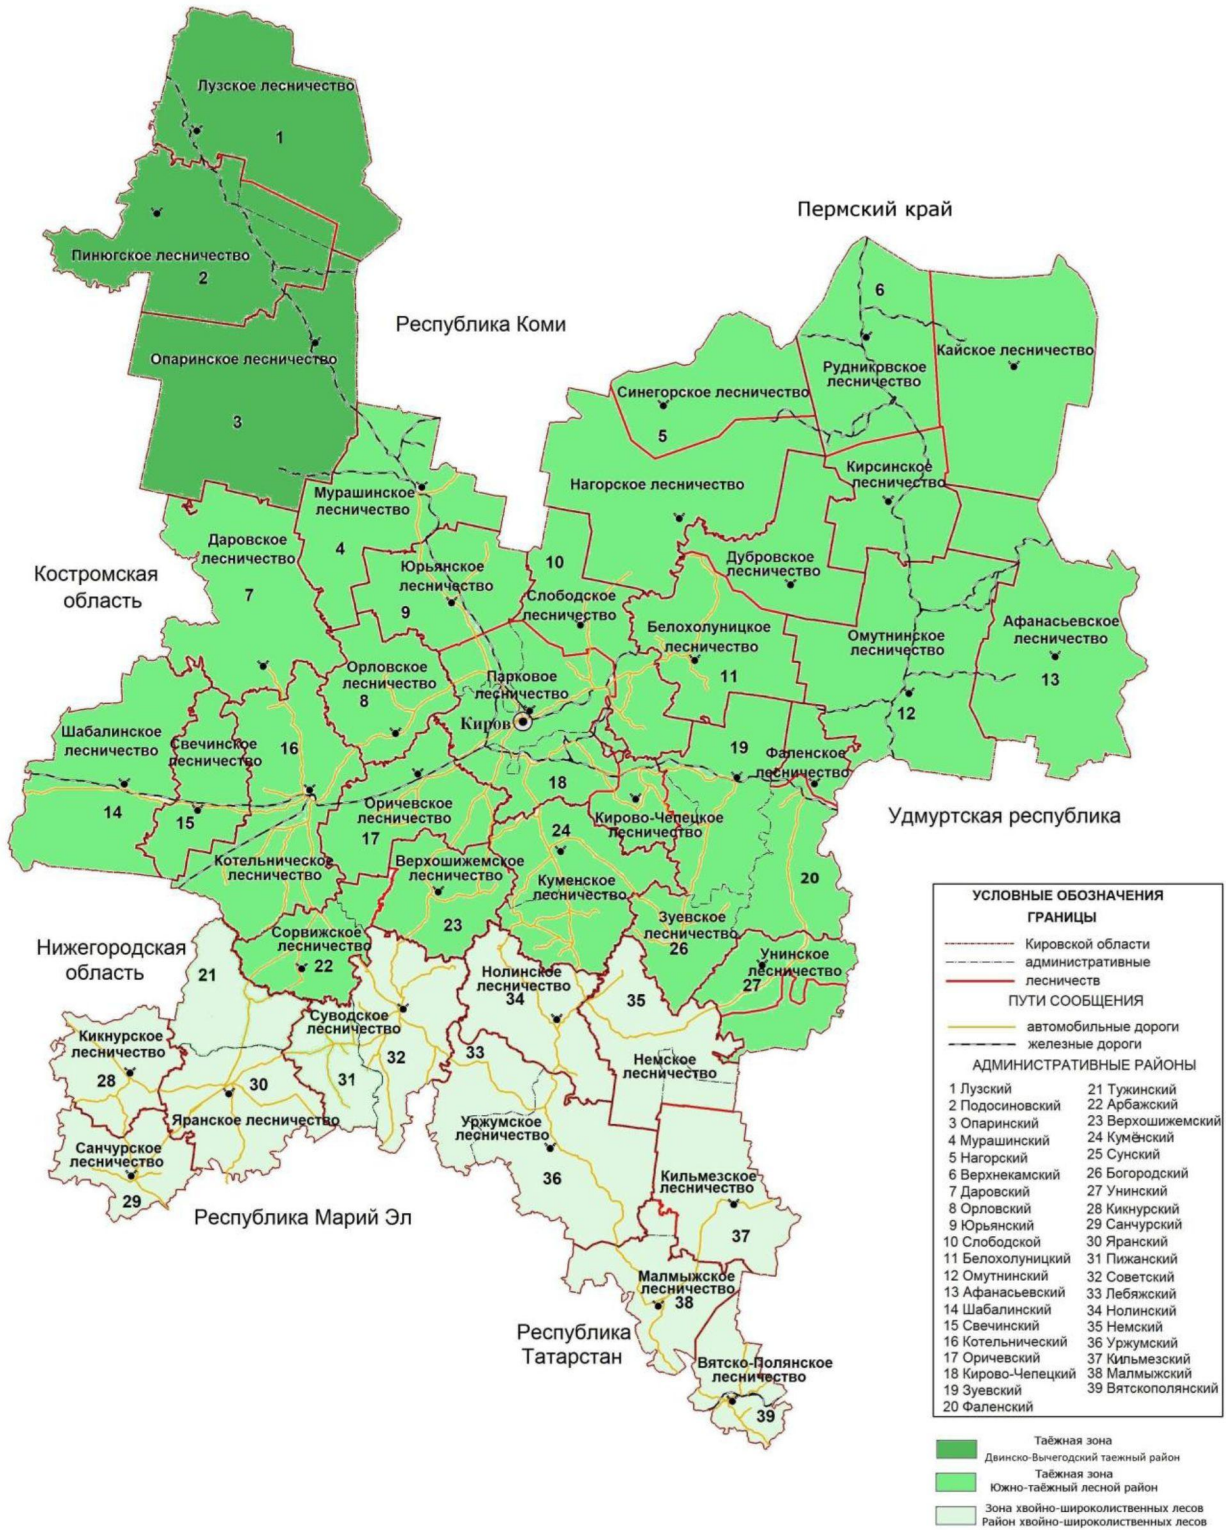 Лузское лесничество
1
Пермский край
Пинюгское лесничество
2
6
Республика Коми
Опаринское лесничество
3
Кайское лесничество
Рудниковское
лесничество
Синегорское лесничество
5
Кирсинское
лесничество
Нагорское лесничество
Мурашинское
лесничество
4
Даровское
лесничество
7
Костромская
область
10
Юрьянское
лесничество
9
Дубровское
лесничество
Слободское
лесничество
Белохолуницкое
лесничество
11
Омутнинское
лесничество
12
Афанасьевское
лесничество
13
Орловское
лесничество
8
Парковое
лесничество
Киров
Шабалинское
лесничество
14
Свечинское
лесничество
15
16
19
Фаленское
лесничество
18
Оричевское
лесничество
17
Кирово-Чепецкое
лесничество
Удмуртская республика
24
Котельническое
лесничество
Верхошижемское
лесничество
23
Куменское
лесничество
20
Зуевское
лесничество
26
Сорвижское
лесничество
22
Нижегородская
область
21
Унинское
лесничество
27
Нолинское
лесничество
34
35
Суводское
лесничество
32
31
33
Кикнурское
лесничество
28
30
Яранское лесничество
Немское
лесничество
Уржумское
лесничество
36
Санчурское
лесничество
29
Республика Марий Эл
Кильмезское
лесничество
37
Малмыжское
лесничество
38
Республика
Татарстан
Вятско-Полянское
лесничество
39
УСЛОВНЫЕ ОБОЗНАЧЕНИЯ
ГРАНИЦЫ
Кировской области
административные
лесничеств
ПУТИ СООБЩЕНИЯ
автомобильные дороги
железные дороги
АДМИНИСТРАТИВНЫЕ РАЙОНЫ
1 Лузский
2 Подосиновский
3 Опаринский
4 Мурашинский
5 Нагорский
6 Верхнекамский
7 Даровский
8 Орловский
9 Юрьянский
10 Слободской
11 Белохолуницкий
12 Омутнинский
13 Афанасьевский
14 Шабалинский
15 Свечинский
16 Котельнический
17 Оричевский
18 Кирово-Чепецкий
19 Зуевский
20 Фаленский
21 Тужинский
22 Арбажский
23 Верхошижемский
24 Кумёнский
25 Сунский
26 Богородский
27 Унинский
28 Кикнурский
29 Санчурский
30 Яранский
31 Пижанский
32 Советский
33 Лебяжский
34 Нолинский
35 Немский
36 Уржумский
37 Кильмезский
38 Малмыжский
39 Вятскополянский
Таёжная зона
Двинско-Вычегодский таежный район
Таёжная зона
Южно-таёжный лесной район
Зона хвойно-широколиственных лесов
Район хвойно-широколиственных лесов